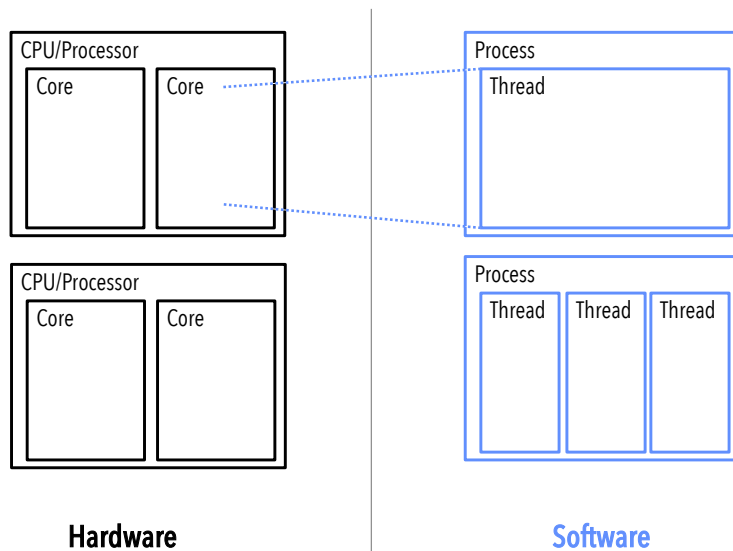 CPU/Processor
Core
Core
CPU/Processor
Core
Core
Hardware
Process
Thread
Process
Thread
Thread
Thread
Software